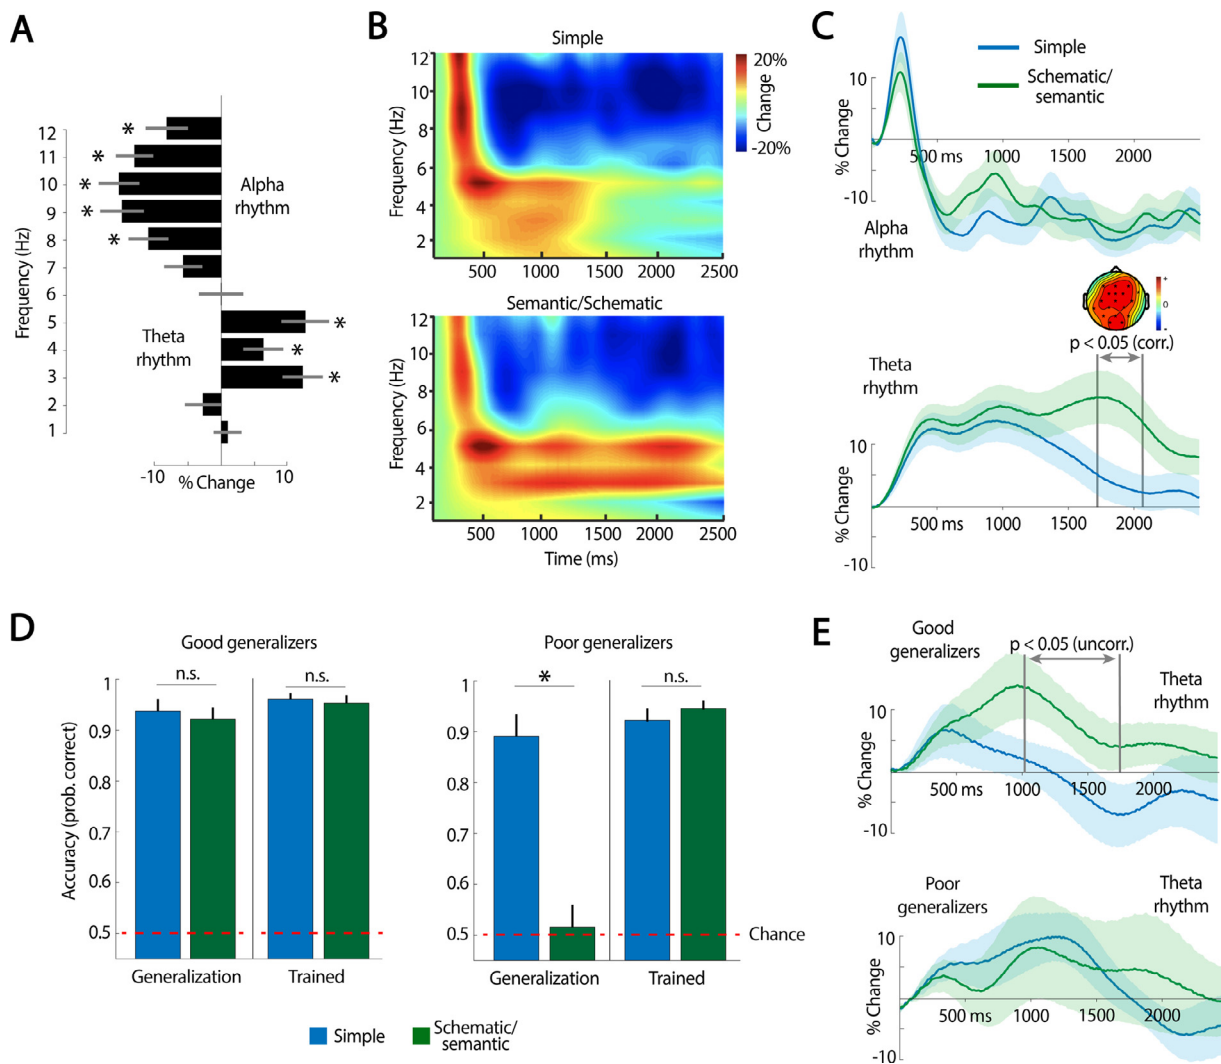 A
12
11
10
9
8
7
6
5
4
3
2
1
Frequency (Hz)
*
*
*
*
*
*
*
*
Alpha
rhythm
Theta
rhythm
-10
10
% Change
B
Simple
12
10
8
6
4
2
Frequency (Hz)
500
1000
1500
2000
2500
20%
Change
-20%
Semantic/Schematic
12
10
8
6
4
2
Frequency (Hz)
500
1000
1500
2000
2500
Time (ms)
C
Simple
Schematic/
semantic
10
-10
% Change
500 ms
1000
1500
2000
Alpha
rhythm
+
0
-
p < 0.05 (corr.)
Theta
rhythm
10
-10
% Change
500 ms
1000
1500
2000
D
Good generalizers
n.s.
n.s.
1
0.9
0.8
0.7
0.6
0.5
Accuracy (prob. correct)
Generalization
Trained
Poor generalizers
*
n.s.
1
0.9
0.8
0.7
0.6
0.5
Chance
Generalization
Trained
Simple
Schematic/
semantic
E
Good
generalizers
p < 0.05 (uncorr.)
Theta
rhythm
10
-10
% Change
500 ms
1000
1500
2000
Poor
generalizers
Theta
rhythm
10
-10
% Change
500 ms
1000
1500
2000